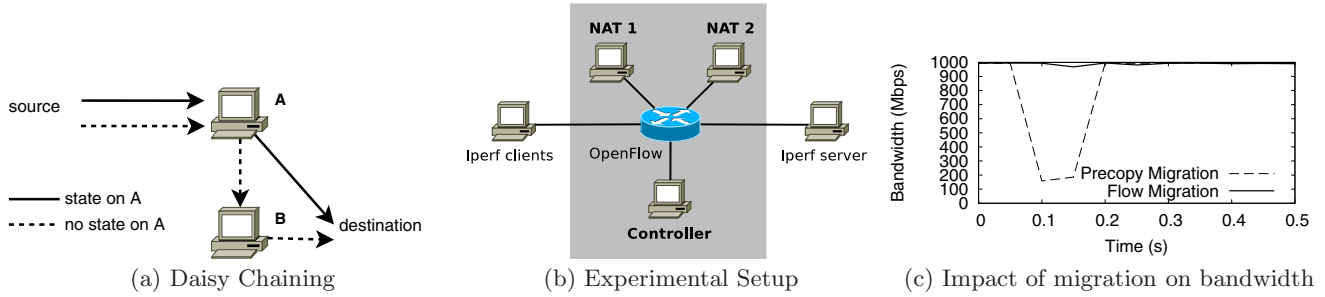 source
A
state on A
no state on A
B
destination
(a) Daisy Chaining
NAT 1
NAT 2
Iperf clients
OpenFlow
Iperf server
Controller
(b) Experimental Setup
Bandwidth (Mbps)
1000
900
800
700
600
500
400
300
200
100
0
Precopy Migration
Flow Migration
0 0.1 0.2 0.3 0.4 0.5
Time (s)
(c) Impact of migration on bandwidth